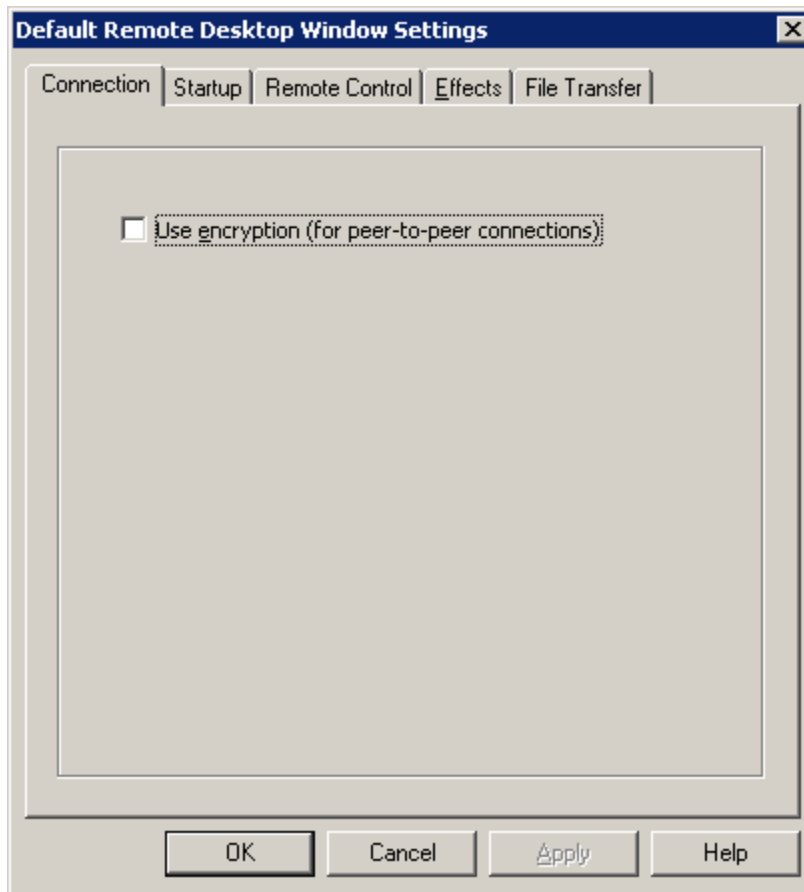 Default Remote Desktop Window Settings
Connection Startup Remote Control Effects File Transfer
Use encryption (for peer-to-peer connections)
OK Cancel Apply Help